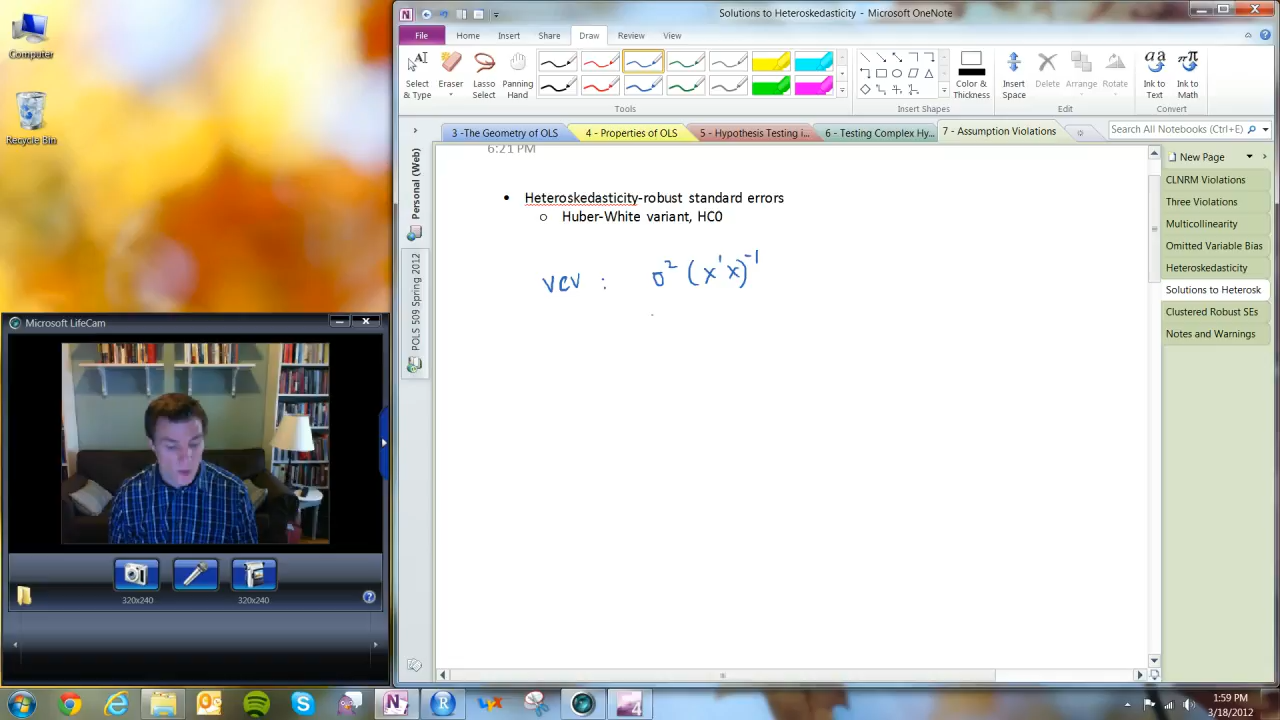 Computer
Recycle Bin
Microsoft LifeCam
320x240
320x240
Solutions to Heteroskedasticity - Microsoft OneNote
File Home Insert Share Draw Review View
Select & Type
Eraser
Lasso Select
Panning Hand
Color & Thickness
Insert Space
Delete
Arrange
Rotate
Ink to Text
Ink to Math
Tools
Insert Shapes
Edit
Convert
3 -The Geometry of OLS
4 - Properties of OLS
5 - Hypothesis Testing i...
6 - Testing Complex Hy...
7 - Assumption Violations
Search All Notebooks (Ctrl+E)
Personal (Web)
POLS 509 Spring 2012
6:21 PM
• Heteroskedasticity-robust standard errors
○ Huber-White variant, HC0
VCV : σ² (X'X)⁻¹
New Page
CLNRM Violations
Three Violations
Multicollinearity
Omitted Variable Bias
Heteroskedasticity
Solutions to Heterosk
Clustered Robust SEs
Notes and Warnings
1:59 PM
3/18/2012